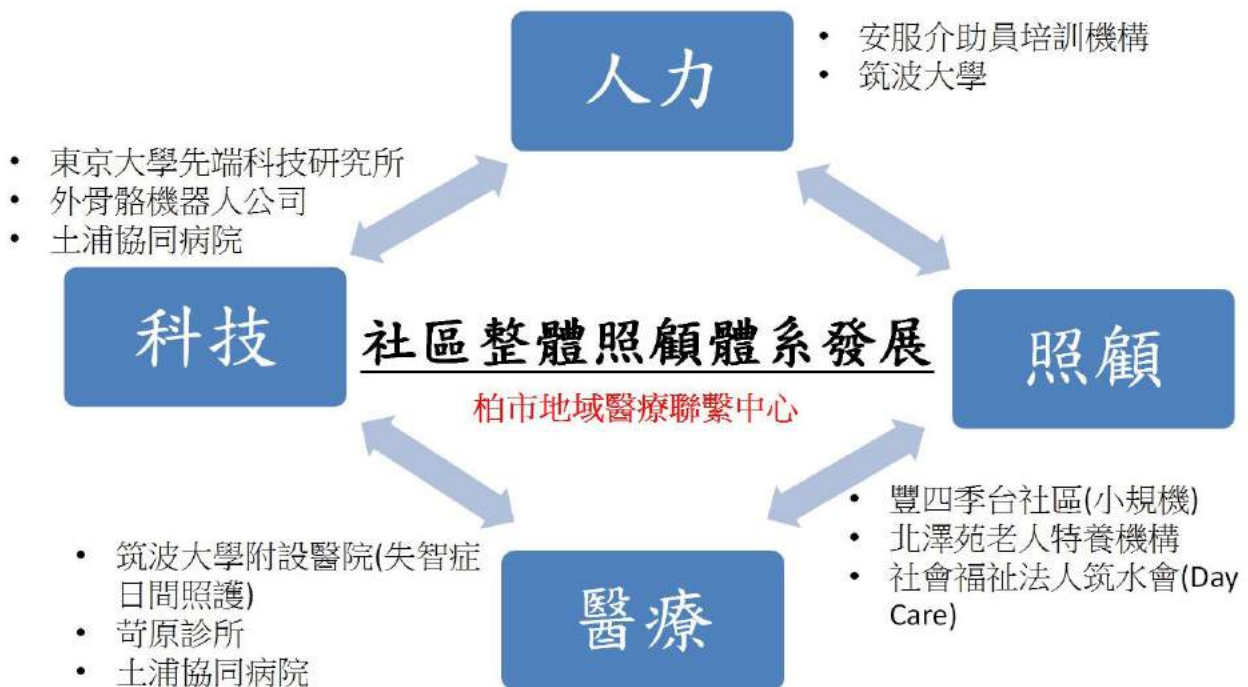 人力
• 安服介助員培訓機構
• 筑波大學
• 東京大學先端科技研究所
• 外骨骼機器人公司
• 土浦協同病院
科技
社區整體照顧體系發展
柏市地域醫療聯繫中心
照顧
• 豐四季台社區(小規機)
• 北澤苑老人特養機構
• 社會福祉法人筑水會(Day
Care)
• 筑波大學附設醫院(失智症
日間照護)
• 苛原診所
• 土浦協同病院
醫療